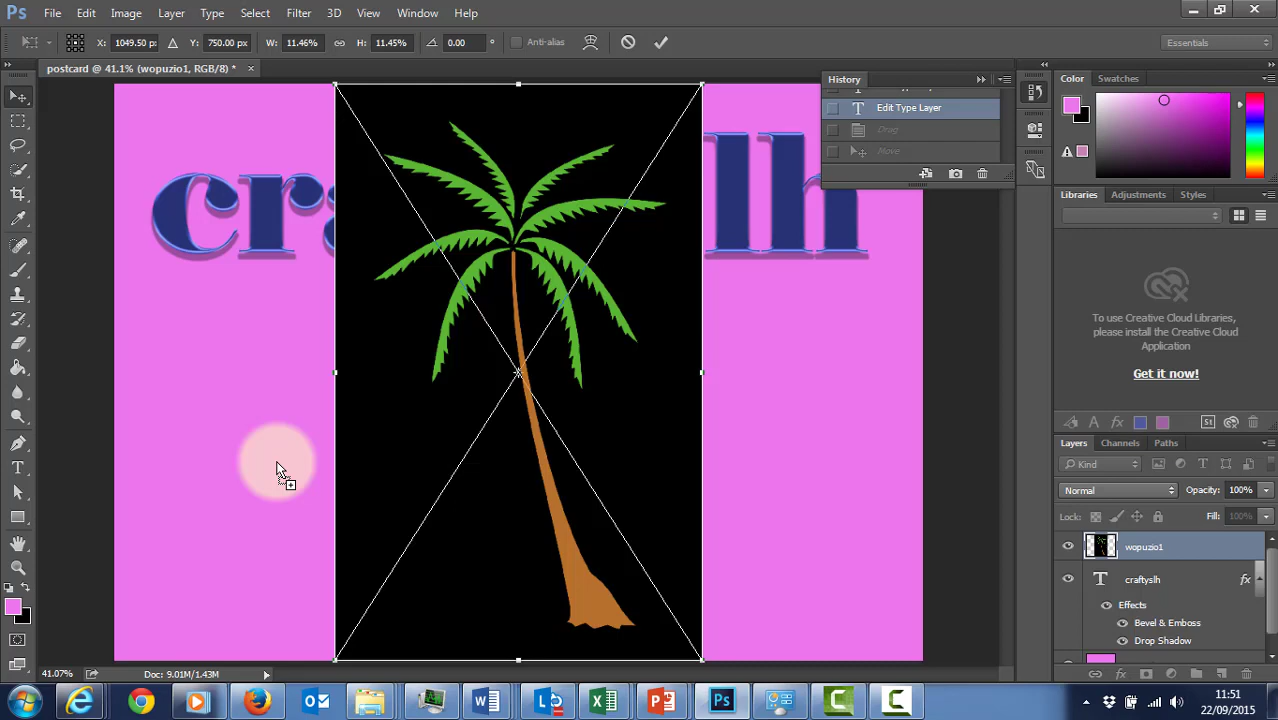 Ps File Edit Image Layer Type Select Filter 3D View Window Help
X: 1049.50 p: Y: 750.00 px W: 11.46% H: 11.45% 0.00 ° Anti-alias Essentials
postcard @ 41.1% (wopuzio1, RGB/8) * ×
History
Edit Type Layer
Drag
Move
Color Swatches
Libraries Adjustments Styles
To use Creative Cloud Libraries,
please install the Creative Cloud
Application
Get it now!
cra lh
Layers Channels Paths
Kind
Normal Opacity: 100%
Lock: Fill: 100%
wopuzio1
T craftyslh fx
Effects
Bevel & Emboss
Drop Shadow
41.07% Doc: 9.01M/1.43M
11:51
22/09/2015